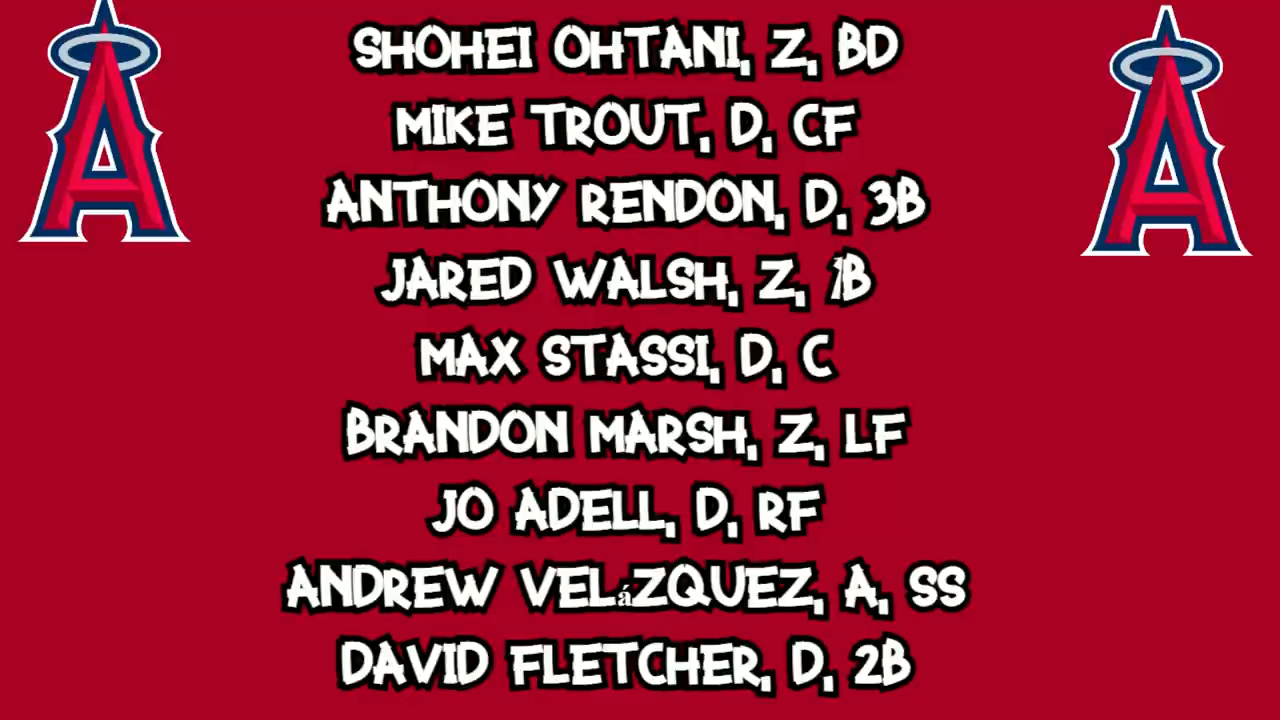 SHOHEI OHTANI, Z, BD
MIKE TROUT, D, CF
ANTHONY RENDON, D, 3B
JARED WALSH, Z, 1B
MAX STASSI, D, C
BRANDON MARSH, Z, LF
JO ADELL, D, RF
ANDREW VELáZQUEZ, A, SS
DAVID FLETCHER, D, 2B